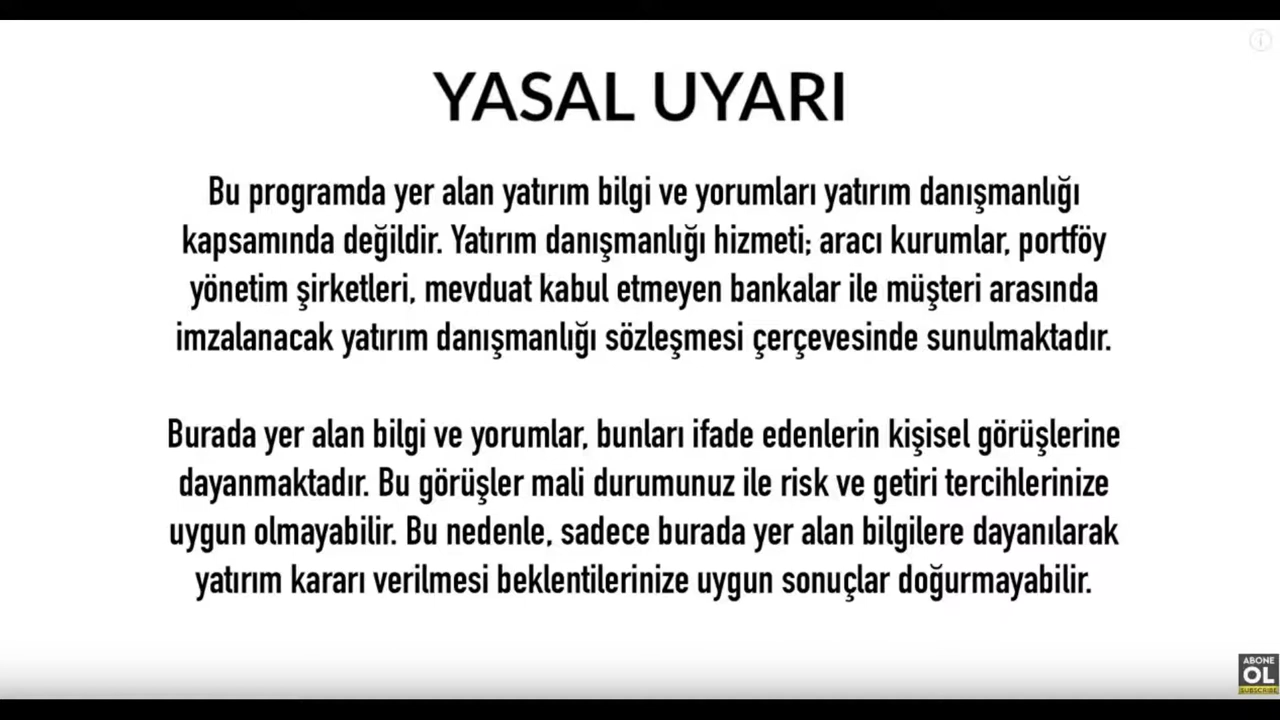 YASAL UYARI
Bu programda yer alan yatırım bilgi ve yorumları yatırım danışmanlığı
kapsamında değildir. Yatırım danışmanlığı hizmeti; aracı kurumlar, portföy
yönetim şirketleri, mevduat kabul etmeyen bankalar ile müşteri arasında
imzalanacak yatırım danışmanlığı sözleşmesi çerçevesinde sunulmaktadır.
Burada yer alan bilgi ve yorumlar, bunları ifade edenlerin kişisel görüşlerine
dayanmaktadır. Bu görüşler mali durumunuz ile risk ve getiri tercihlerinize
uygun olmayabilir. Bu nedenle, sadece burada yer alan bilgilere dayanılarak
yatırım kararı verilmesi beklentilerinize uygun sonuçlar doğurmayabilir.
ABONE
OL
SUBSCRIBE